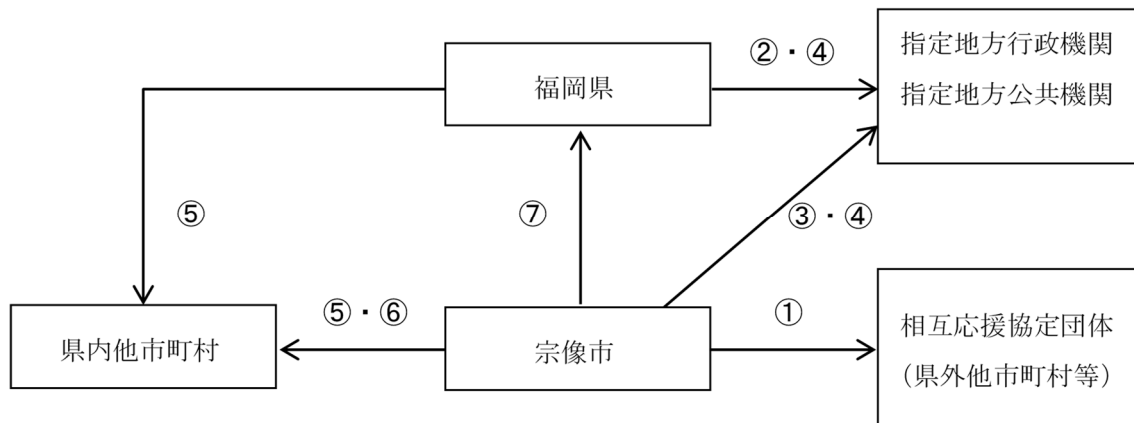 ②・④
指定地方行政機関
指定地方公共機関
福岡県
⑤
⑦
③・④
⑤・⑥
①
県内他市町村
宗像市
相互応援協定団体
（県外他市町村等）